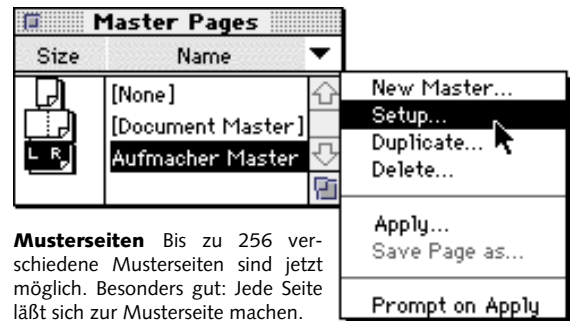 Master Pages
Size Name
[None]
[Document Master]
L R Aufmacher Master
New Master...
Setup...
Duplicate...
Delete...
Apply...
Save Page as...
Prompt on Apply
Musterseiten Bis zu 256 ver-
schiedene Musterseiten sind jetzt
möglich. Besonders gut: Jede Seite
läßt sich zur Musterseite machen.